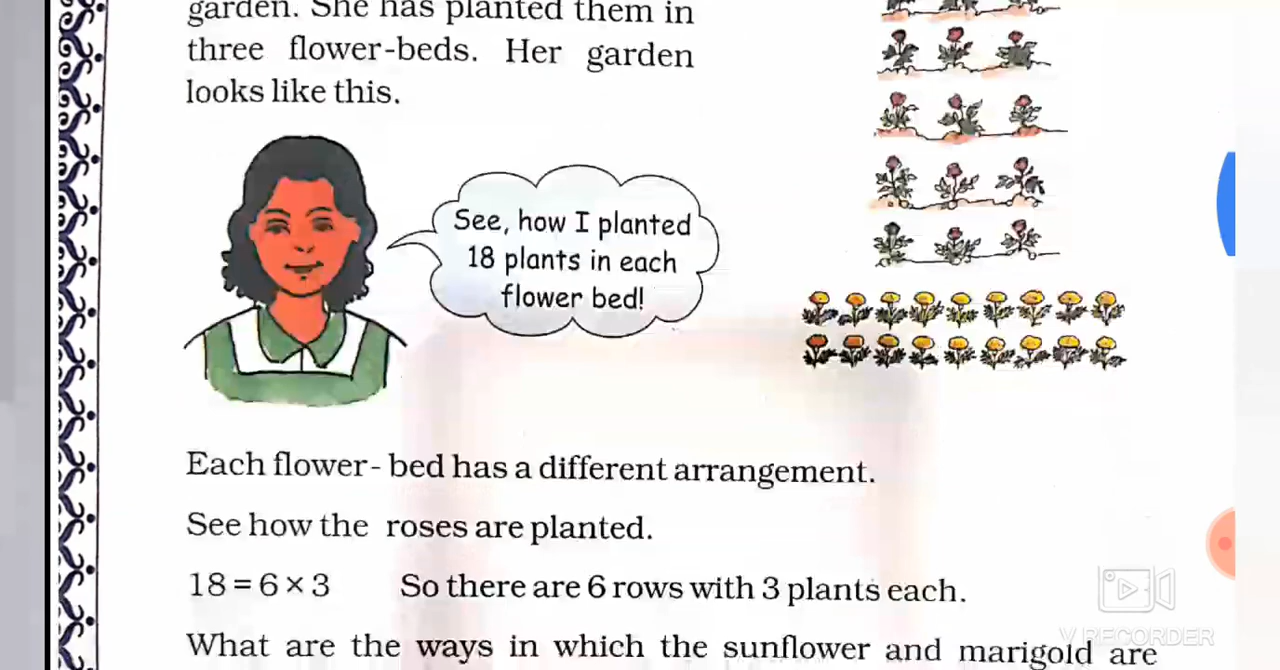 garden. She has planted them in
three flower-beds. Her garden
looks like this.
See, how I planted
18 plants in each
flower bed!
Each flower- bed has a different arrangement.
See how the roses are planted.
18 = 6 × 3 So there are 6 rows with 3 plants each.
What are the ways in which the sunflower and marigold are
V RECORDER